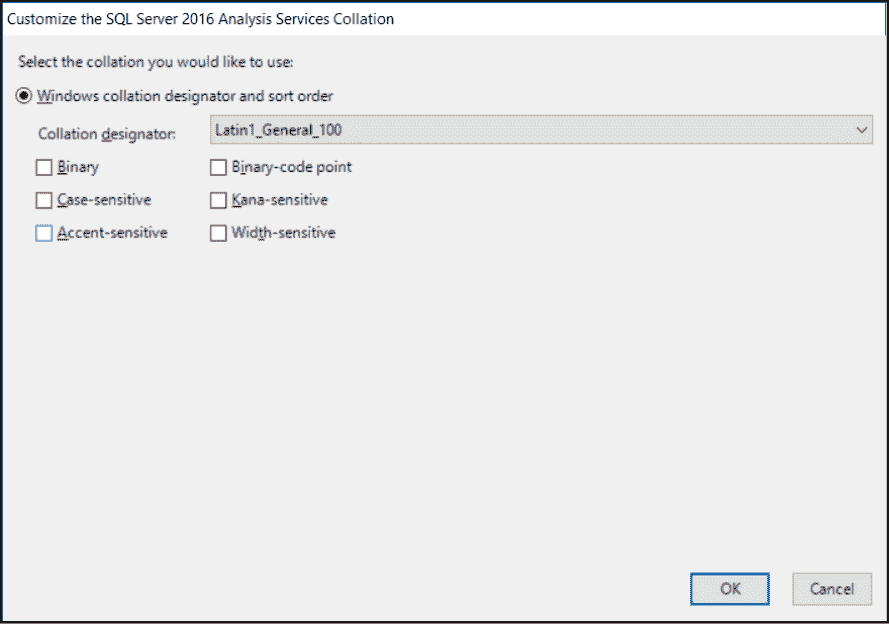 Customize the SQL Server 2016 Analysis Services Collation
Select the collation you would like to use:
Windows collation designator and sort order
Collation designator: Latin1_General_100
Binary Binary-code point
Case-sensitive Kana-sensitive
Accent-sensitive Width-sensitive
OK Cancel